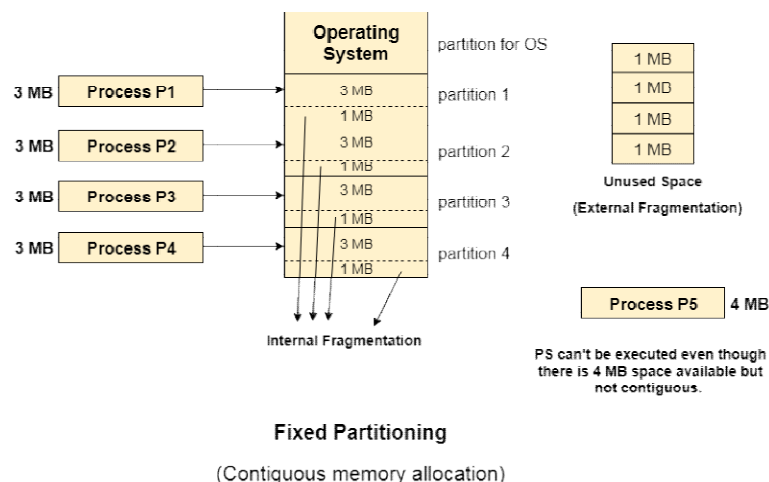 Operating
System
partition for OS
3 MB Process P1
3 MB
1 MB
partition 1
3 MB Process P2
3 MB
1 MB
partition 2
3 MB Process P3
3 MB
1 MB
partition 3
3 MB Process P4
3 MB
1 MB
partition 4
Internal Fragmentation
1 MB
1 MB
1 MB
1 MB
Unused Space
(External Fragmentation)
Process P5 4 MB
PS can't be executed even though
there is 4 MB space available but
not contiguous.
Fixed Partitioning
(Contiguous memory allocation)